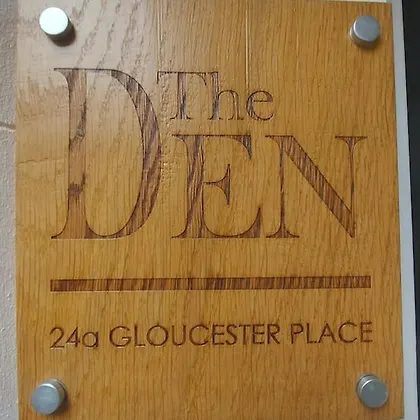 The
DEN
24a GLOUCESTER PLACE